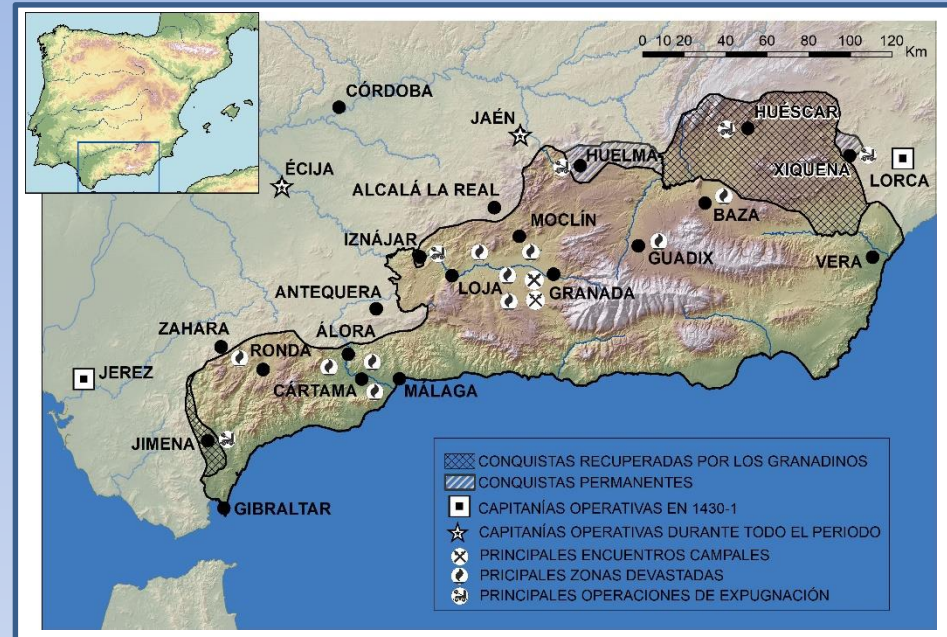 0 10 20 40 60 80 100 120
Km
CÓRDOBA
JAÉN
HUÉSCAR
ÉCIJA
HUELMA
XIQUENA
LORCA
ALCALÁ LA REAL
MOCLÍN
BAZA
IZNÁJAR
GUADIX
VERA
LOJA
GRANADA
ANTEQUERA
ZAHARA
ÁLORA
RONDA
JEREZ
CÁRTAMA
MÁLAGA
JIMENA
GIBRALTAR
CONQUISTAS RECUPERADAS POR LOS GRANADINOS
CONQUISTAS PERMANENTES
CAPITANÍAS OPERATIVAS EN 1430-1
CAPITANÍAS OPERATIVAS DURANTE TODO EL PERIODO
PRINCIPALES ENCUENTROS CAMPALES
PRICIPALES ZONAS DEVASTADAS
PRINCIPALES OPERACIONES DE EXPUGNACIÓN